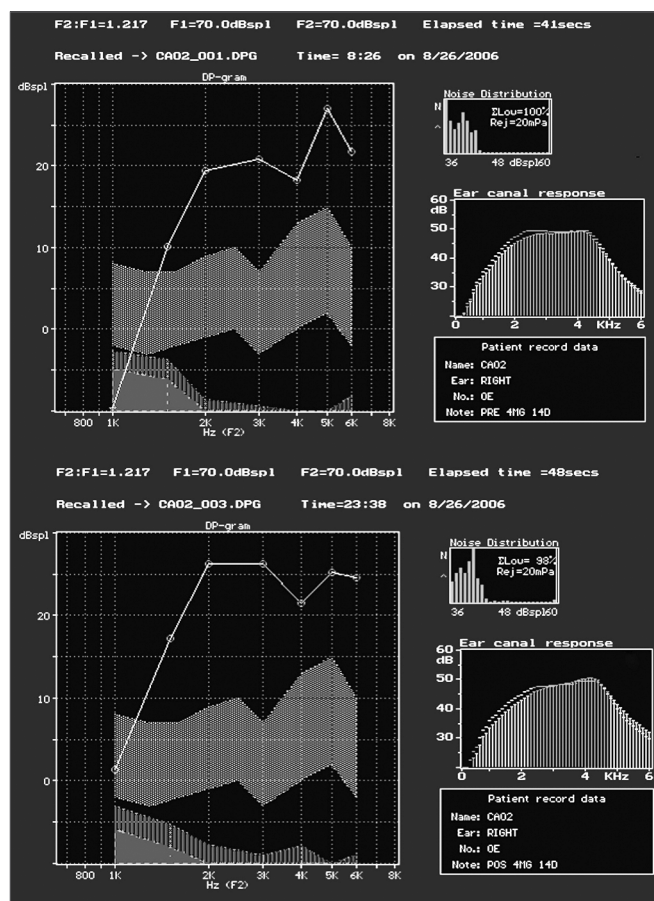 F2:F1=1.217 F1=70.0dBspl F2=70.0dBspl Elapsed time =41secs
Recalled -> CA02_001.DPG Time= 8:26 on 8/26/2006
DP-gram
dBspl
20
10
0
800 1K 2K 3K 4K 5K 6K 8K
Hz (F2)
Noise Distribution
N
^
ΣLow=100%
Rej=20mPa
36 48 dBspl60
Ear canal response
60
dB
50
40
30
0 2 4 KHz 6
Patient record data
Name: CA02
Ear: RIGHT
No.: OE
Note: PRE 4MG 14D
F2:F1=1.217 F1=70.0dBspl F2=70.0dBspl Elapsed time =48secs
Recalled -> CA02_003.DPG Time=23:38 on 8/26/2006
DP-gram
dBspl
20
10
0
800 1K 2K 3K 4K 5K 6K 8K
Hz (F2)
Noise Distribution
N
^
ΣLow= 98%
Rej=20mPa
36 48 dBspl60
Ear canal response
60
dB
50
40
30
0 2 4 KHz 6
Patient record data
Name: CA02
Ear: RIGHT
No.: OE
Note: POS 4MG 14D